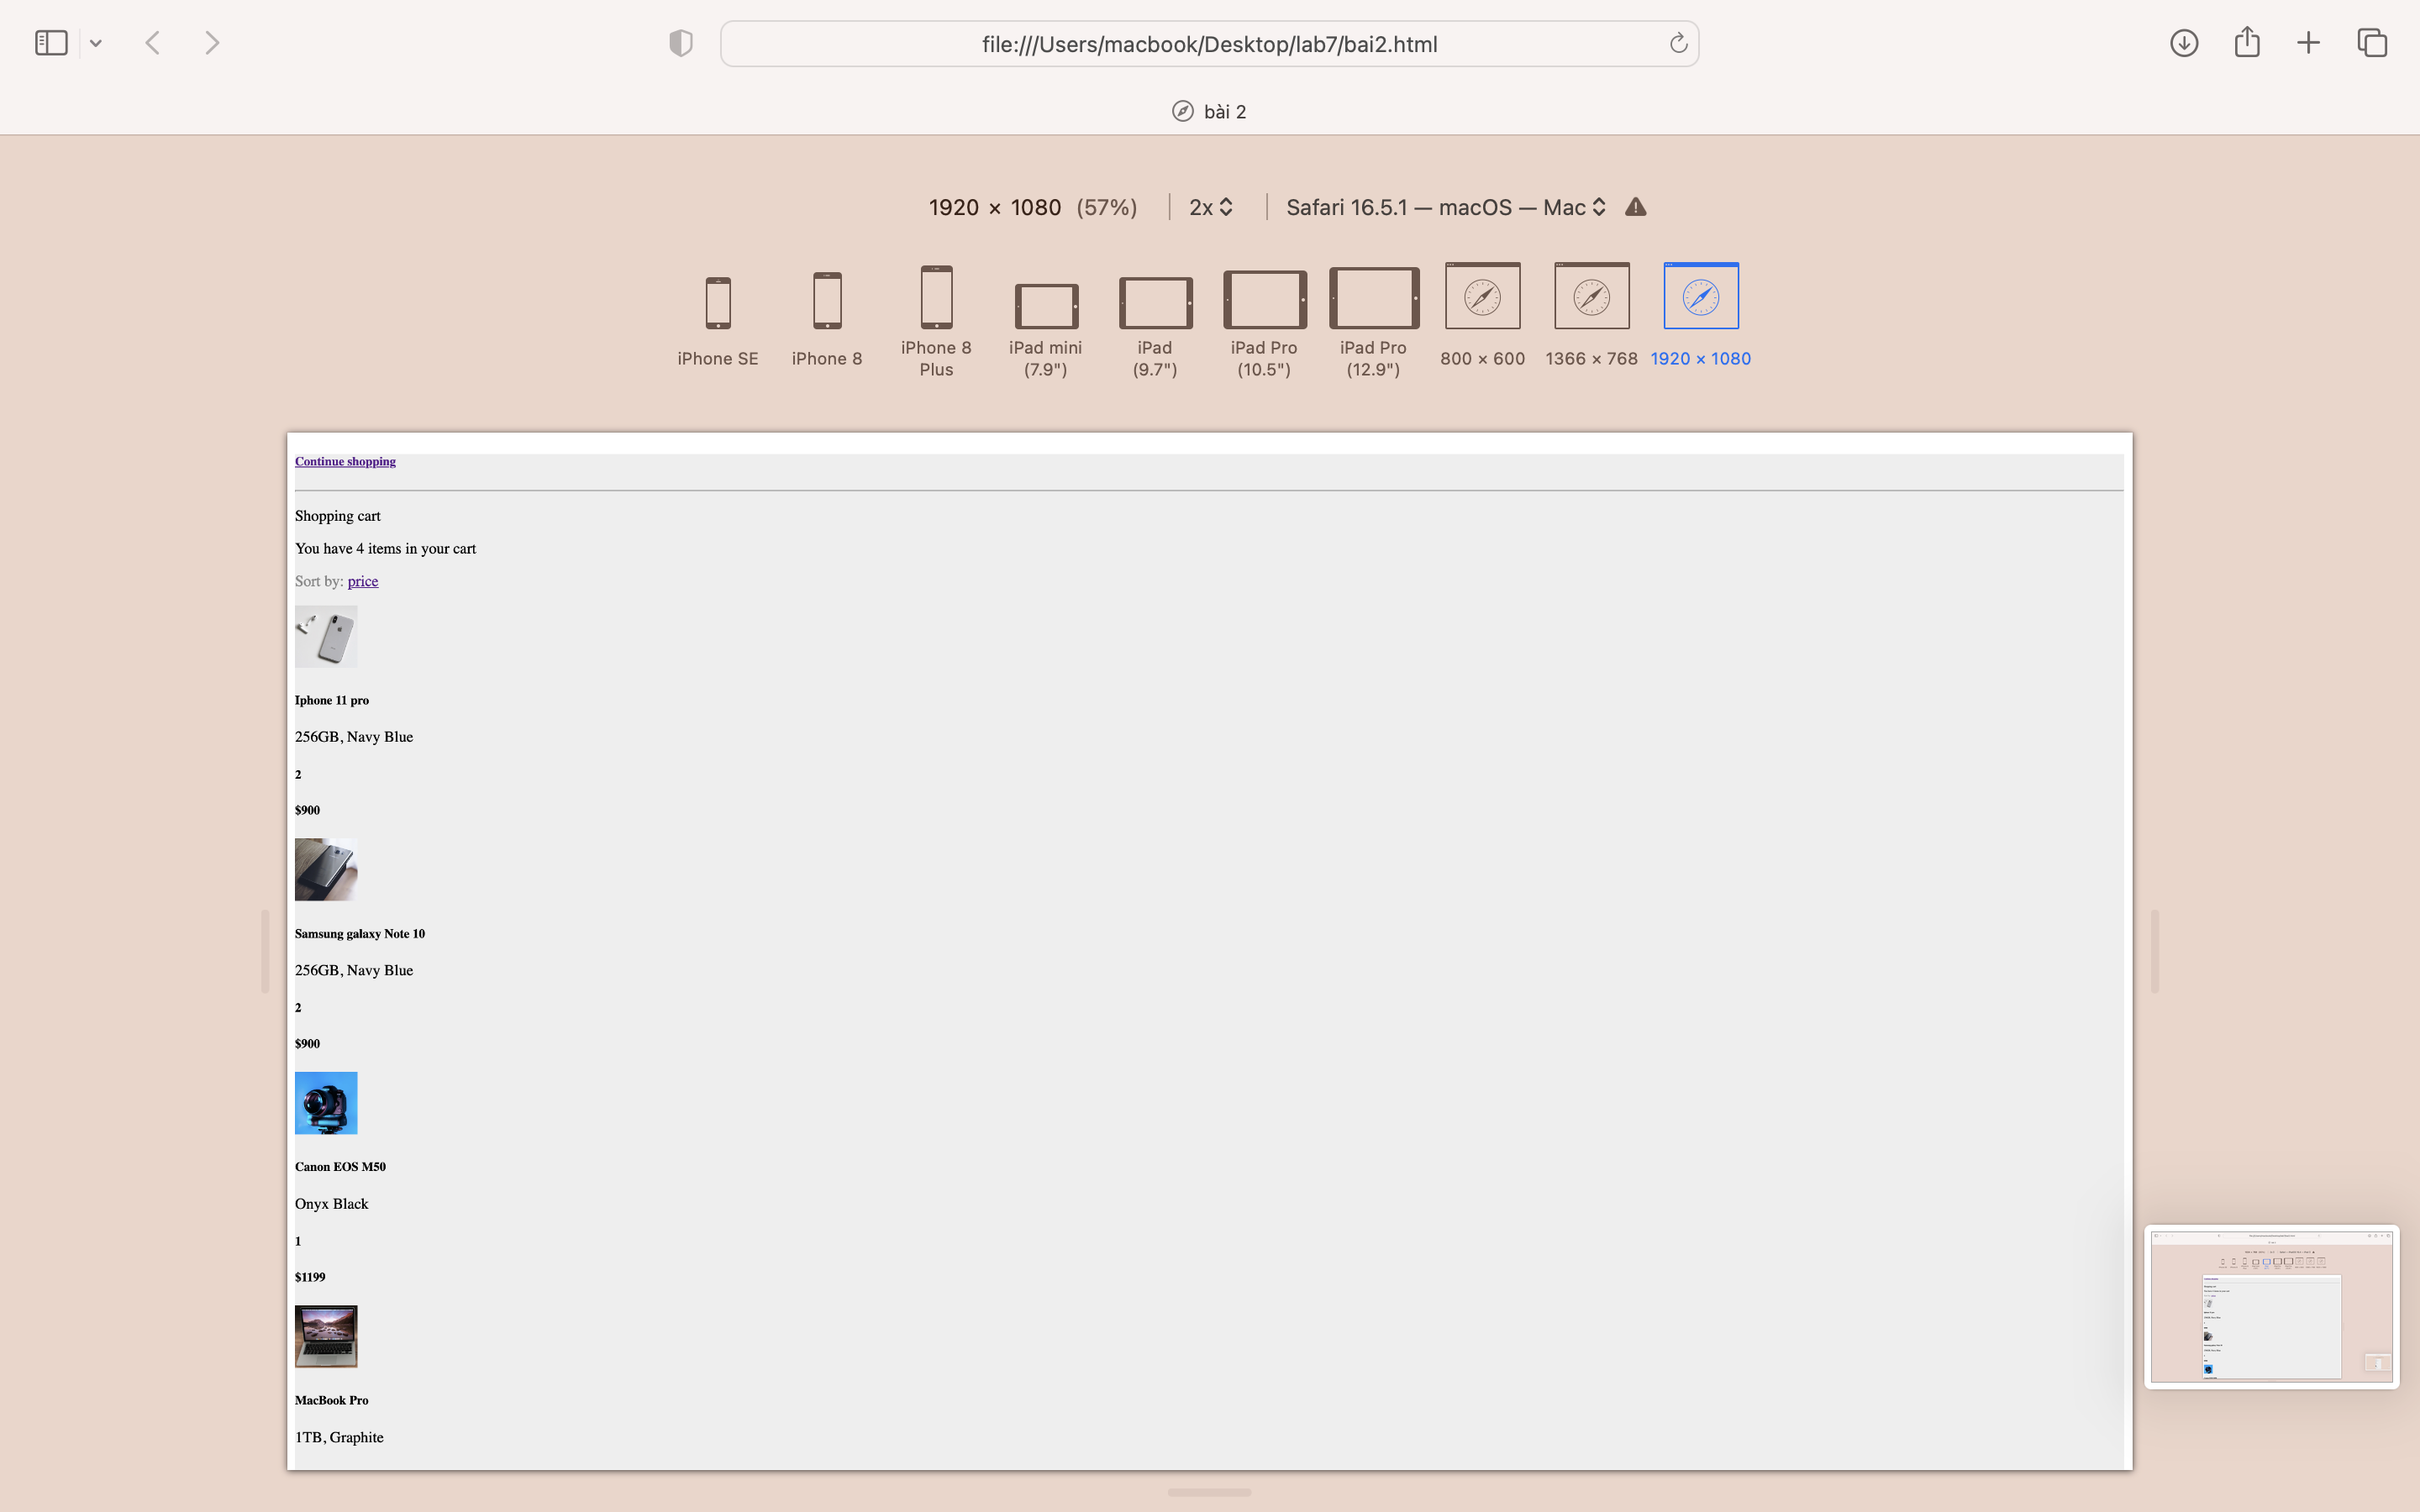 file:///Users/macbook/Desktop/lab7/bai2.html
bài 2
1920 × 1080 (57%) 2x Safari 16.5.1 — macOS — Mac
iPhone SE
iPhone 8
iPhone 8
Plus
iPad mini
(7.9")
iPad
(9.7")
iPad Pro
(10.5")
iPad Pro
(12.9")
800 × 600
1366 × 768
1920 × 1080
Continue shopping
Shopping cart
You have 4 items in your cart
Sort by: price
Iphone 11 pro
256GB, Navy Blue
2
$900
Samsung galaxy Note 10
256GB, Navy Blue
2
$900
Canon EOS M50
Onyx Black
1
$1199
MacBook Pro
1TB, Graphite